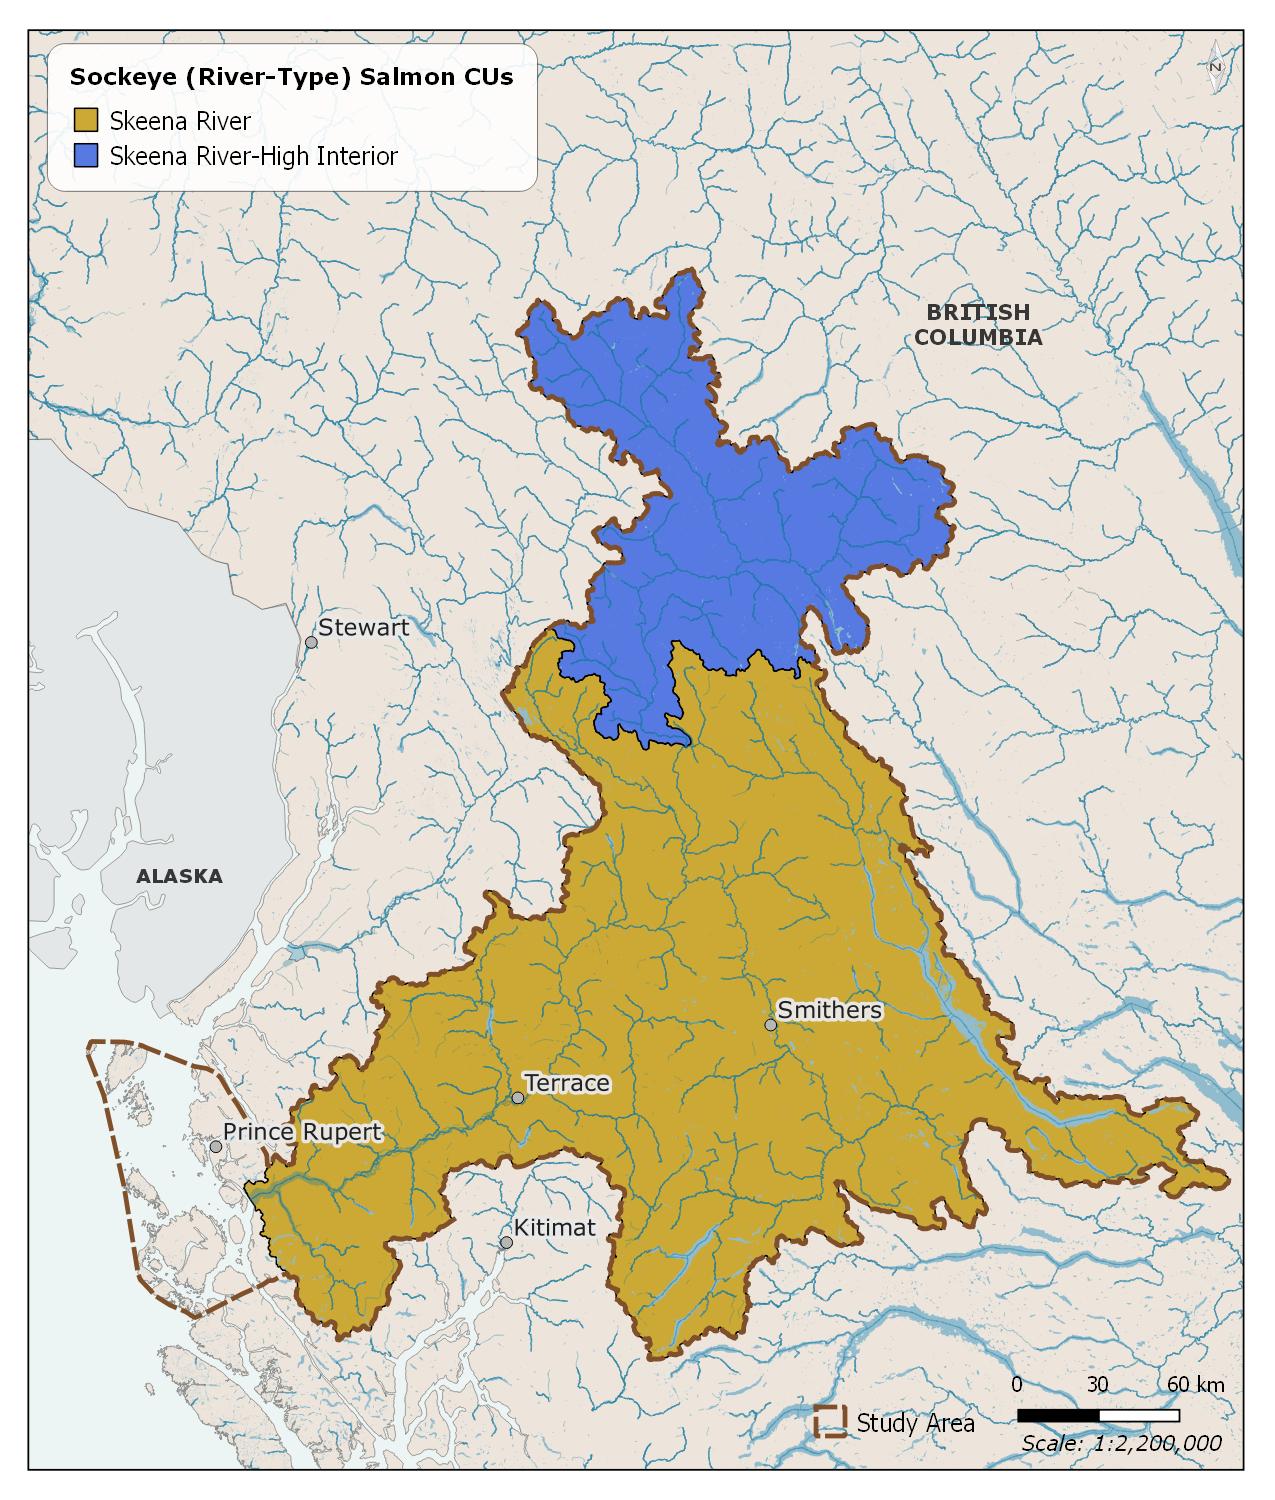 Sockeye (River-Type) Salmon CUs
Skeena River
Skeena River-High Interior
N
BRITISH
COLUMBIA
Stewart
ALASKA
Smithers
Terrace
Prince Rupert
Kitimat
0 30 60 km
Study Area
Scale: 1:2,200,000